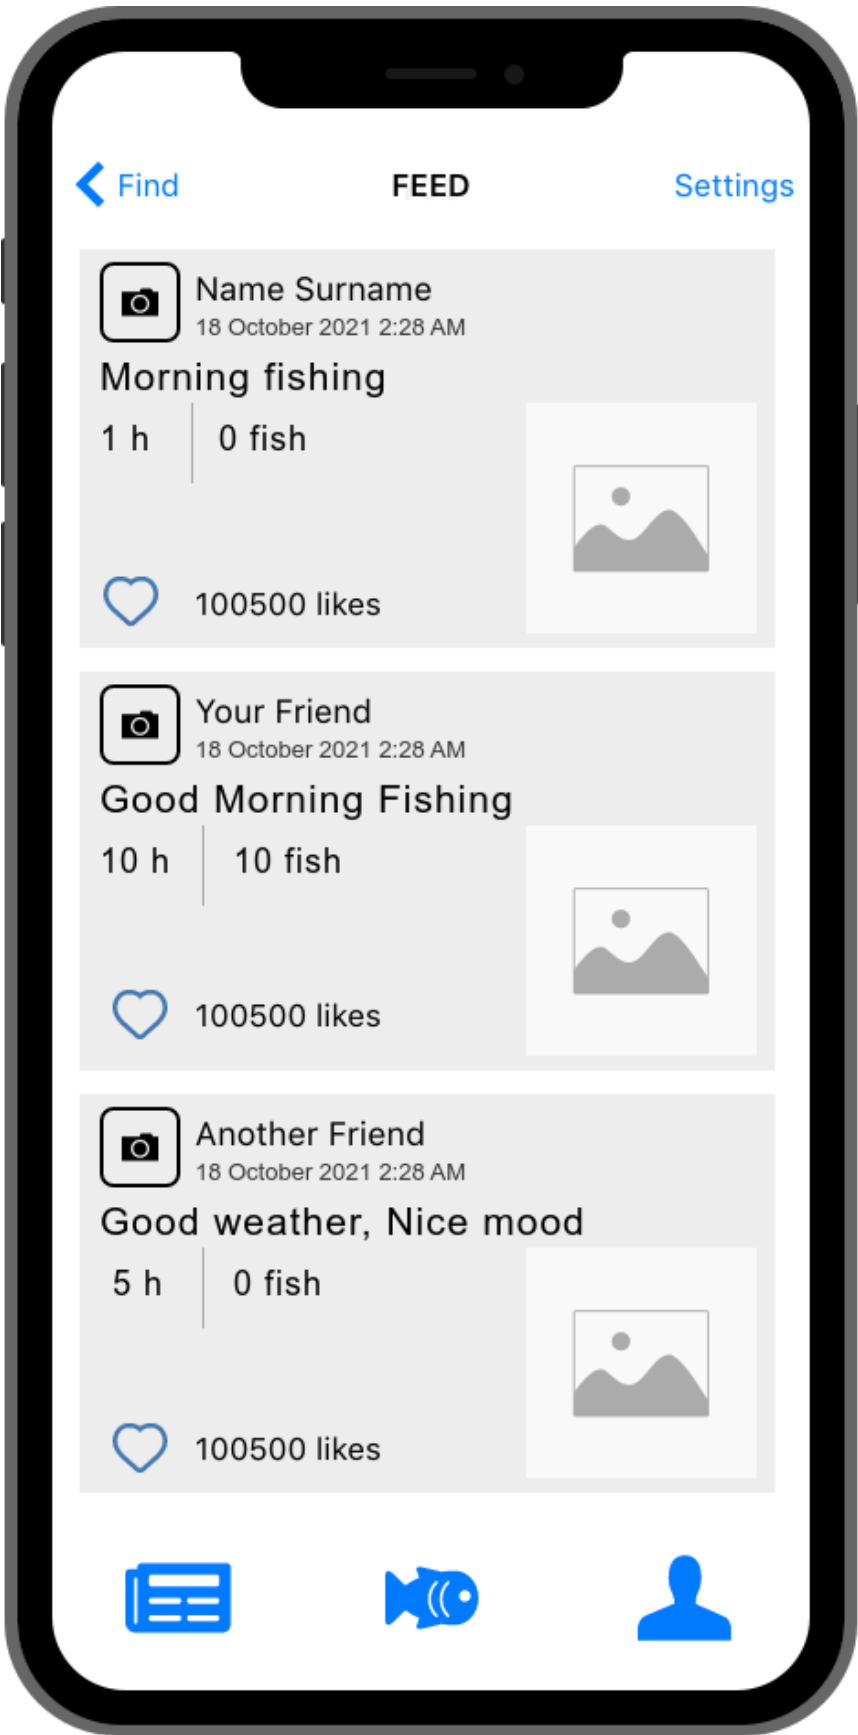 Find FEED Settings
Name Surname
18 October 2021 2:28 AM
Morning fishing
1 h 0 fish
100500 likes
Your Friend
18 October 2021 2:28 AM
Good Morning Fishing
10 h 10 fish
100500 likes
Another Friend
18 October 2021 2:28 AM
Good weather, Nice mood
5 h 0 fish
100500 likes